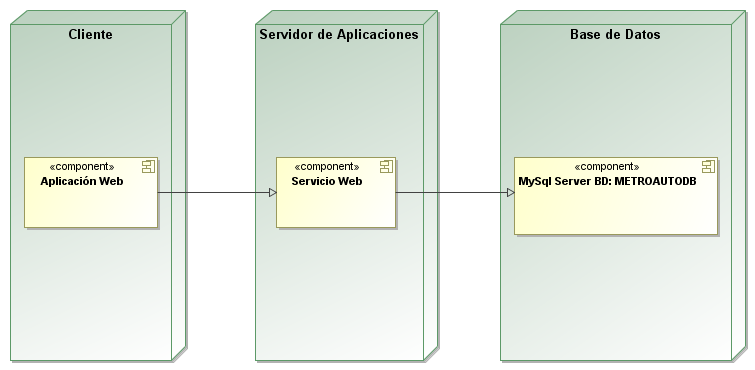 Cliente
Servidor de Aplicaciones
Base de Datos
«component»
Aplicación Web
«component»
Servicio Web
«component»
MySql Server BD: METROAUTODB